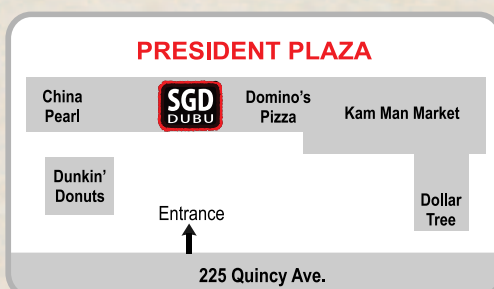 PRESIDENT PLAZA
China
Pearl
SGD
DUBU
Domino's
Pizza
Kam Man Market
Dunkin'
Donuts
Dollar
Tree
Entrance
225 Quincy Ave.